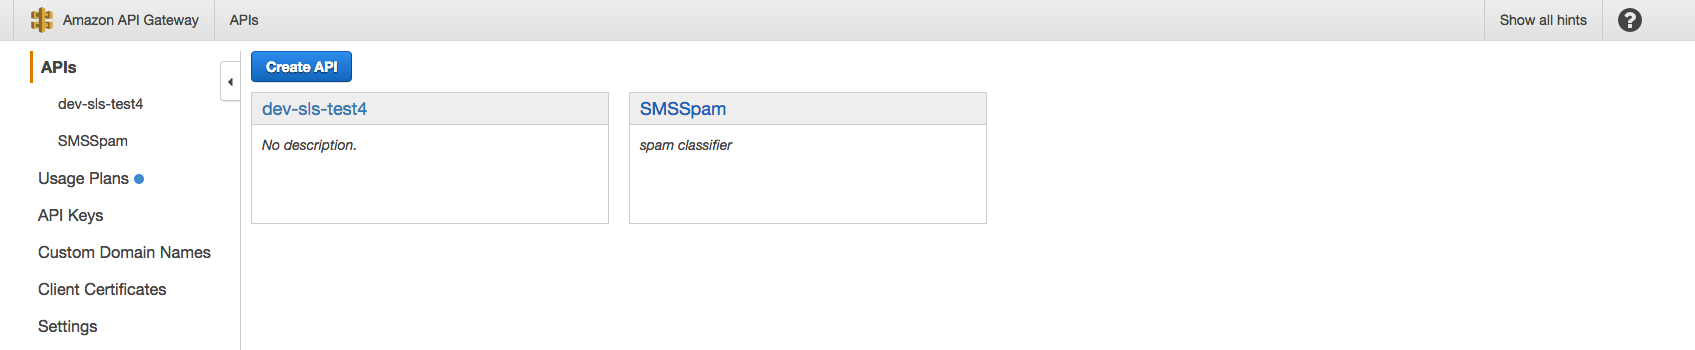 Amazon API Gateway
APIs
Show all hints
?
APIs
dev-sls-test4
SMSSpam
Usage Plans
API Keys
Custom Domain Names
Client Certificates
Settings
Create API
dev-sls-test4
No description.
SMSSpam
spam classifier